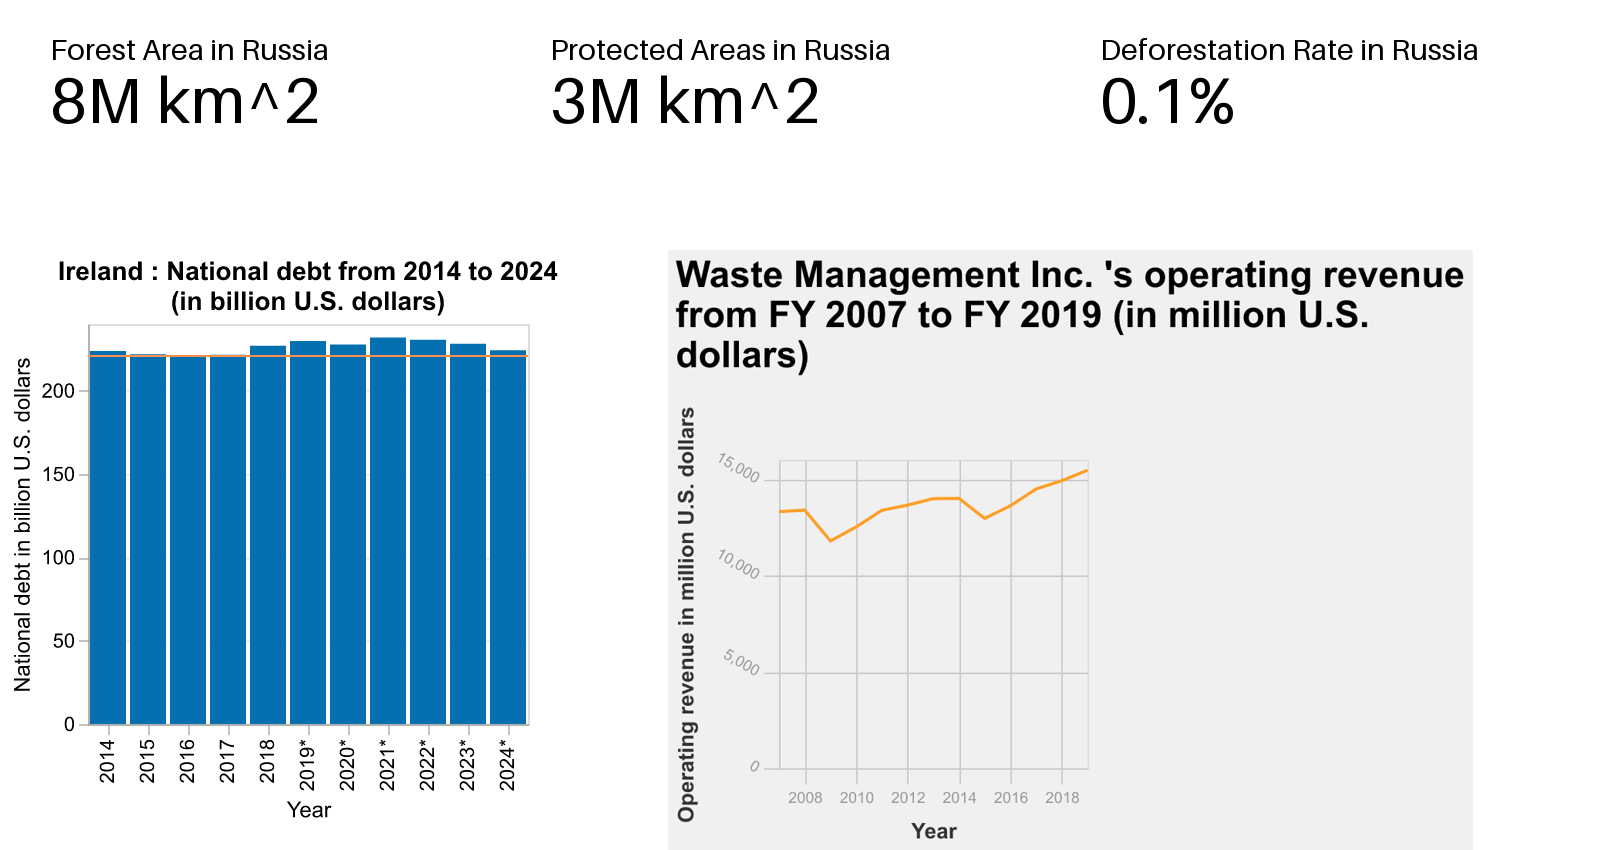 Forest Area in Russia
8M km^2
Protected Areas in Russia
3M km^2
Deforestation Rate in Russia
0.1%
Ireland : National debt from 2014 to 2024
(in billion U.S. dollars)
National debt in billion U.S. dollars
200
150
100
50
0
2014
2015
2016
2017
2018
2019*
2020*
2021*
2022*
2023*
2024*
Year
Waste Management Inc. 's operating revenue
from FY 2007 to FY 2019 (in million U.S.
dollars)
Operating revenue in million U.S. dollars
15,000
10,000
5,000
0
2008
2010
2012
2014
2016
2018
Year